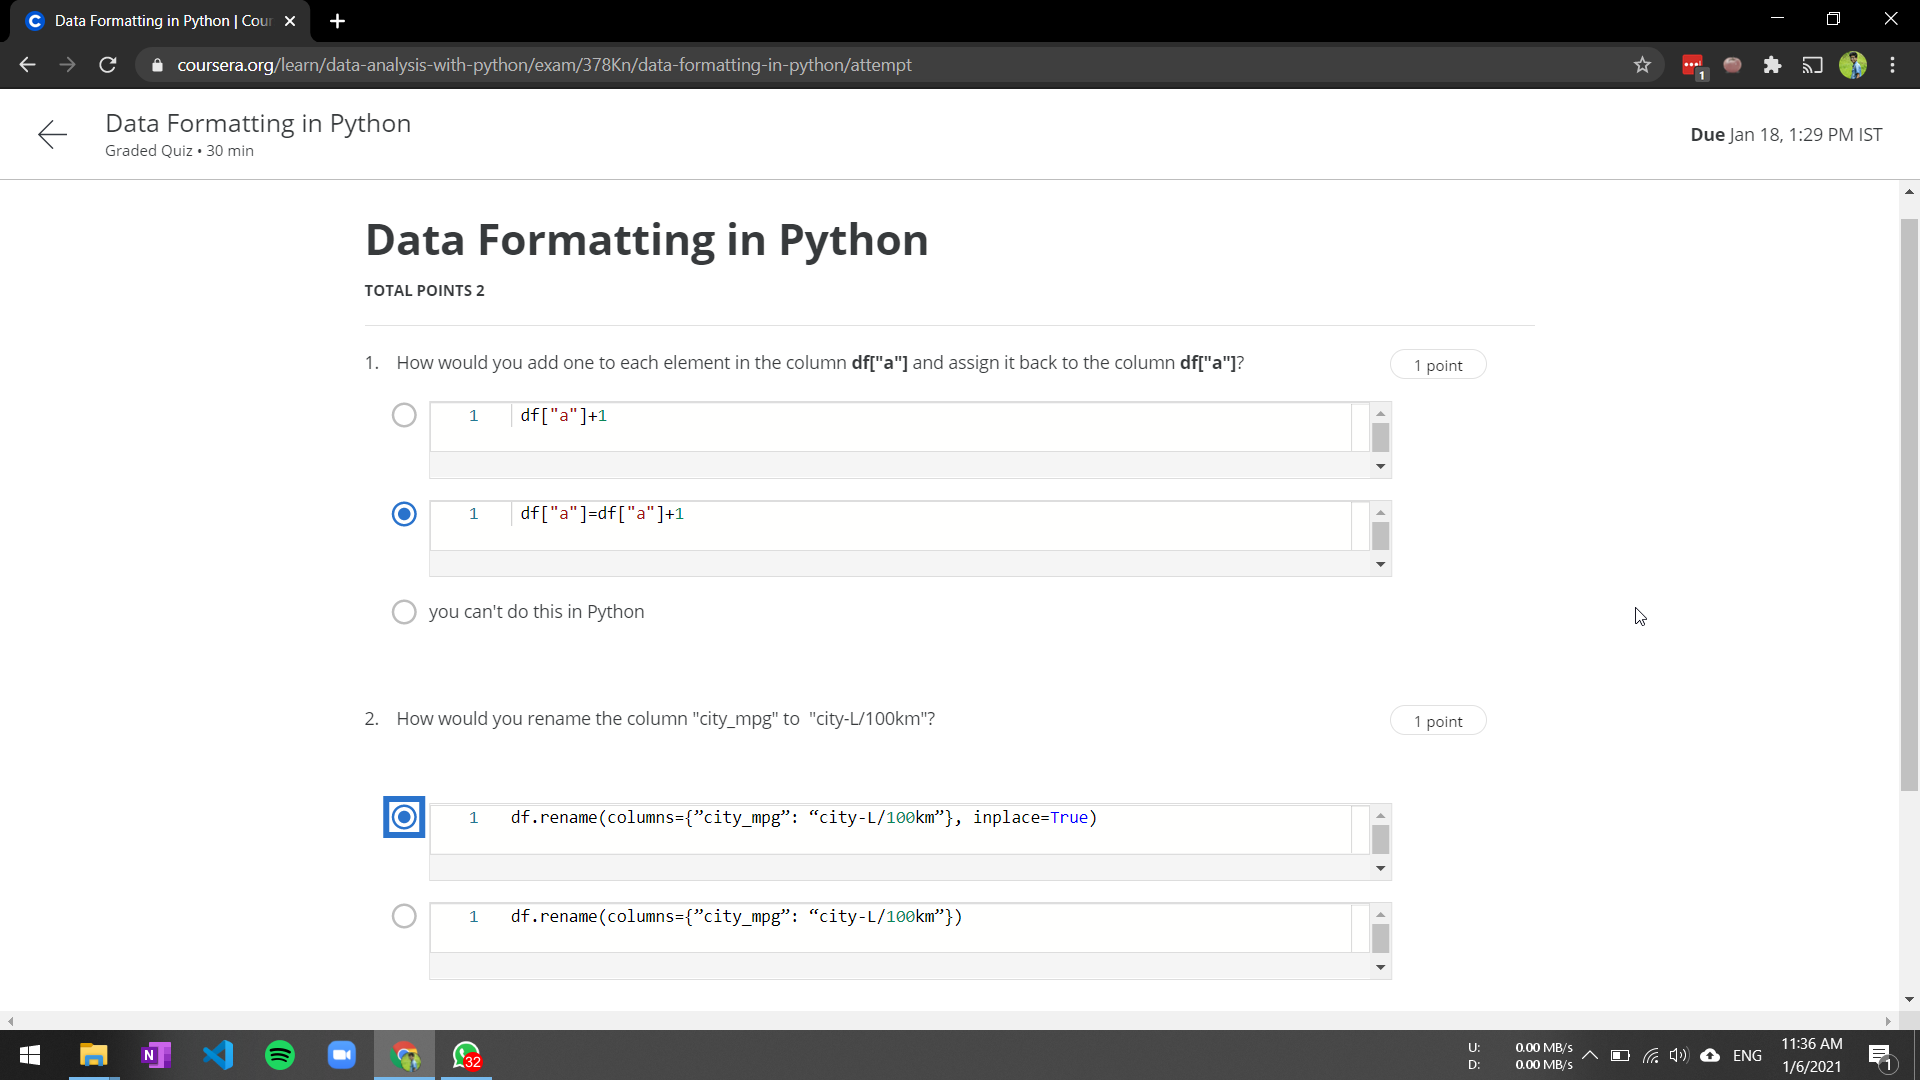 Data Formatting in Python | Cour
coursera.org/learn/data-analysis-with-python/exam/378Kn/data-formatting-in-python/attempt
1
Data Formatting in Python
Graded Quiz • 30 min
Due Jan 18, 1:29 PM IST
Data Formatting in Python
TOTAL POINTS 2
1. How would you add one to each element in the column df["a"] and assign it back to the column df["a"]?
1 point
1 df["a"]+1
1 df["a"]=df["a"]+1
you can't do this in Python
2. How would you rename the column "city_mpg" to "city-L/100km"?
1 point
1 df.rename(columns={”city_mpg”: “city-L/100km”}, inplace=True)
1 df.rename(columns={”city_mpg”: “city-L/100km”})
N
32
U: 0.00 MB/s
D: 0.00 MB/s
ENG
11:36 AM
1/6/2021
1